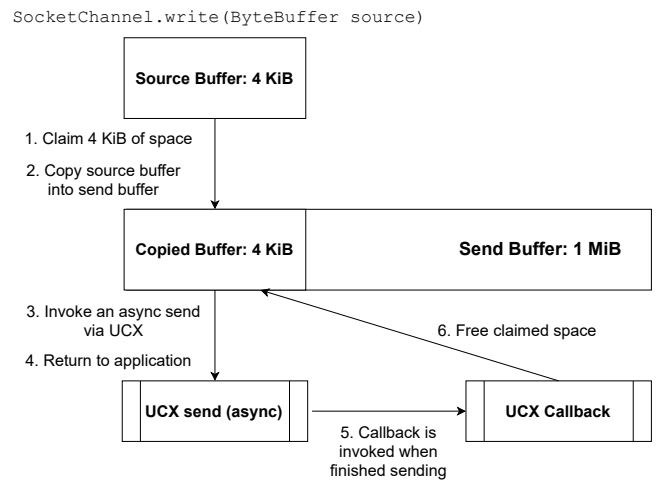 SocketChannel.write(ByteBuffer source)
Source Buffer: 4 KiB
1. Claim 4 KiB of space
2. Copy source buffer
into send buffer
Copied Buffer: 4 KiB
Send Buffer: 1 MiB
3. Invoke an async send
via UCX
4. Return to application
6. Free claimed space
UCX send (async)
UCX Callback
5. Callback is
invoked when
finished sending